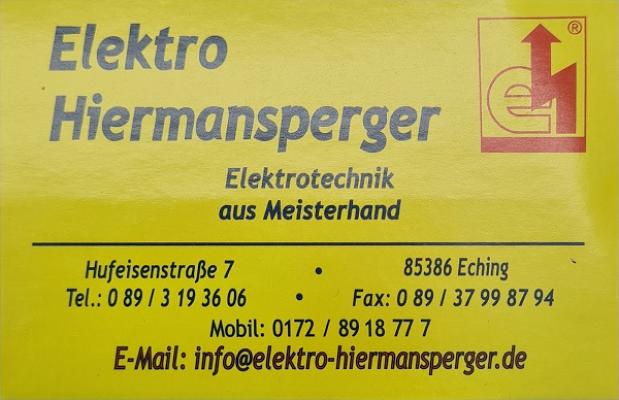 Elektro
Hiermansperger
®
e
Elektrotechnik
aus Meisterhand
Hufeisenstraße 7 • 85386 Eching
Tel.: 0 89 / 3 19 36 06 • Fax: 0 89 / 37 99 87 94
Mobil: 0172 / 89 18 77 7
E-Mail: info@elektro-hiermansperger.de